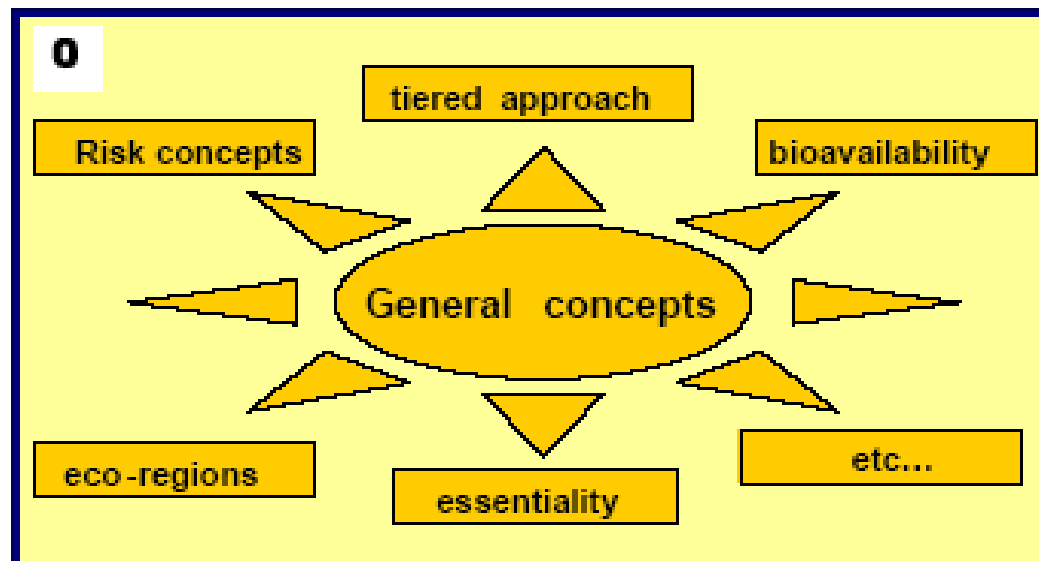 0
tiered approach
Risk concepts
bioavailability
General concepts
eco-regions
etc...
essentiality